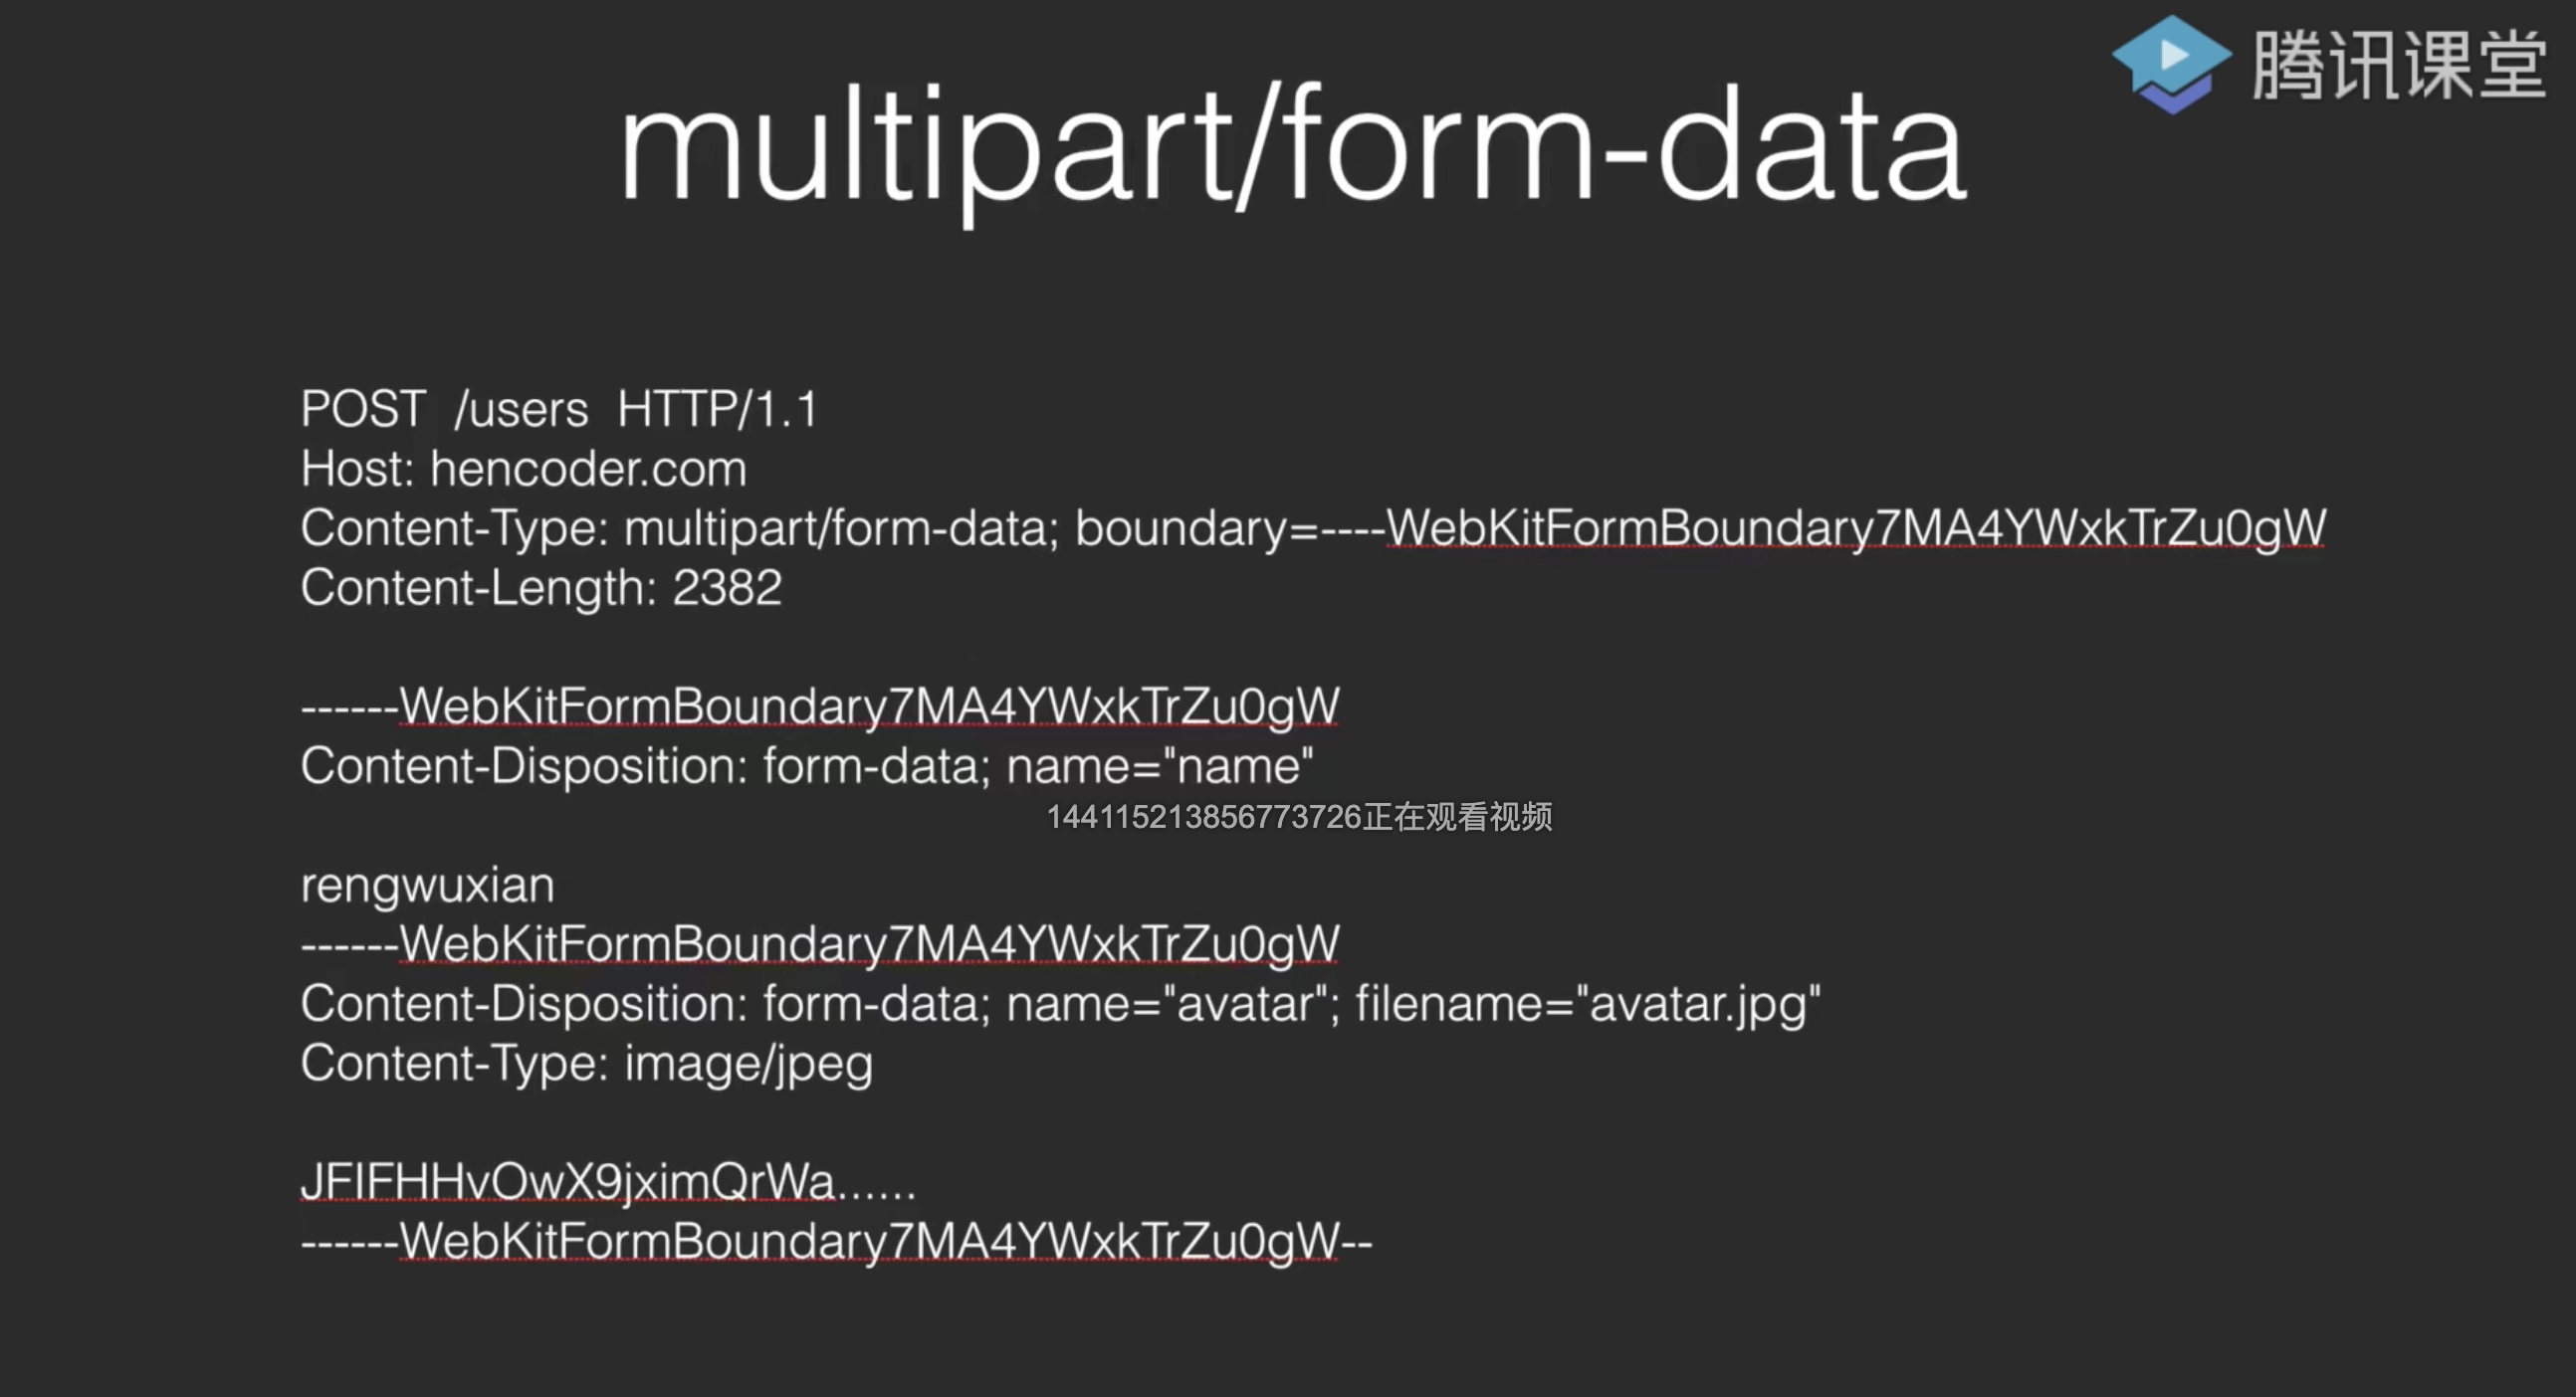 腾讯课堂
multipart/form-data
POST  /users  HTTP/1.1
Host: hencoder.com
Content-Type: multipart/form-data; boundary=----WebKitFormBoundary7MA4YWxkTrZu0gW
Content-Length: 2382
------WebKitFormBoundary7MA4YWxkTrZu0gW
Content-Disposition: form-data; name="name"
144115213856773726正在观看视频
rengwuxian
------WebKitFormBoundary7MA4YWxkTrZu0gW
Content-Disposition: form-data; name="avatar"; filename="avatar.jpg"
Content-Type: image/jpeg
JFIFHHvOwX9jximQrWa......
------WebKitFormBoundary7MA4YWxkTrZu0gW--